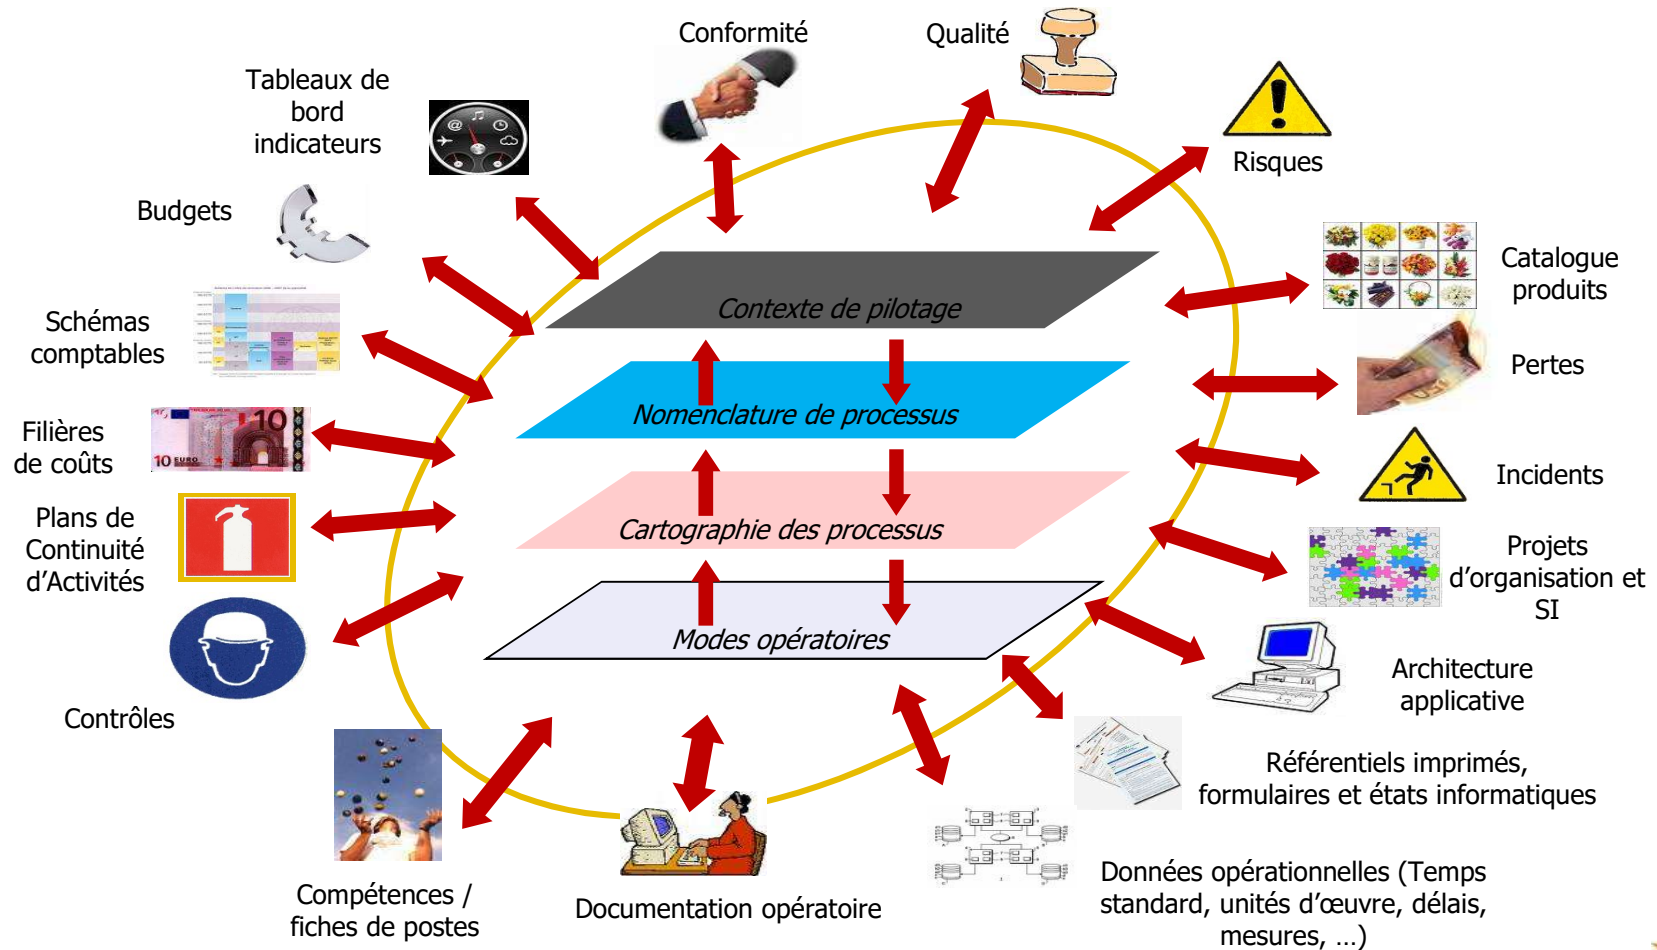 Conformité
Qualité
Tableaux de
bord
indicateurs
Risques
Budgets
Catalogue
produits
Contexte de pilotage
Schémas
comptables
Pertes
Nomenclature de processus
Filières
de coûts
10
10 EURO
Incidents
Plans de
Continuité
d’Activités
Cartographie des processus
Projets
d’organisation et
SI
Modes opératoires
Contrôles
Architecture
applicative
Référentiels imprimés,
formulaires et états informatiques
Compétences /
fiches de postes
Documentation opératoire
Données opérationnelles (Temps
standard, unités d’œuvre, délais,
mesures, …)